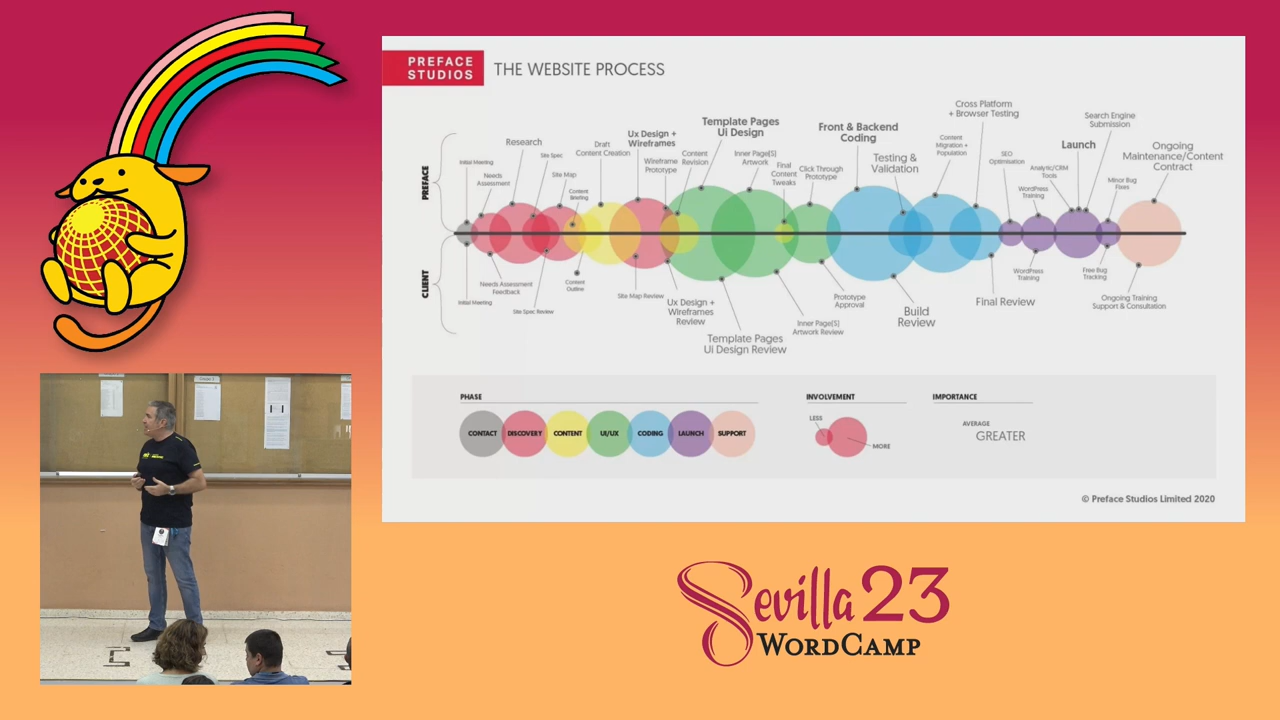 PREFACE
STUDIOS
THE WEBSITE PROCESS
PREFACE
CLIENT
Initial Meeting
Needs
Assessment
Research
Site Spec
Site Map
Content
Briefing
Draft
Content Creation
Ux Design +
Wireframes
Wireframe
Prototype
Content
Revision
Template Pages
Ui Design
Inner Page(S)
Artwork
Final
Content
Tweaks
Click Through
Prototype
Front & Backend
Coding
Testing &
Validation
Content
Migration +
Population
Cross Platform
+ Browser Testing
SEO
Optimisation
WordPress
Training
Analytic/CRM
Tools
Launch
Search Engine
Submission
Minor Bug
Fixes
Ongoing
Maintenance/Content
Contract
Initial Meeting
Needs Assessment
Feedback
Site Spec Review
Content
Outline
Site Map Review
Ux Design +
Wireframes
Review
Template Pages
Ui Design Review
Inner Page(S)
Artwork Review
Prototype
Approval
Build
Review
Final Review
WordPress
Training
Free Bug
Tracking
Ongoing Training
Support & Consultation
PHASE
CONTACT
DISCOVERY
CONTENT
UI/UX
CODING
LAUNCH
SUPPORT
INVOLVEMENT
LESS
MORE
IMPORTANCE
AVERAGE
GREATER
© Preface Studios Limited 2020
Sevilla 23
WORDCAMP